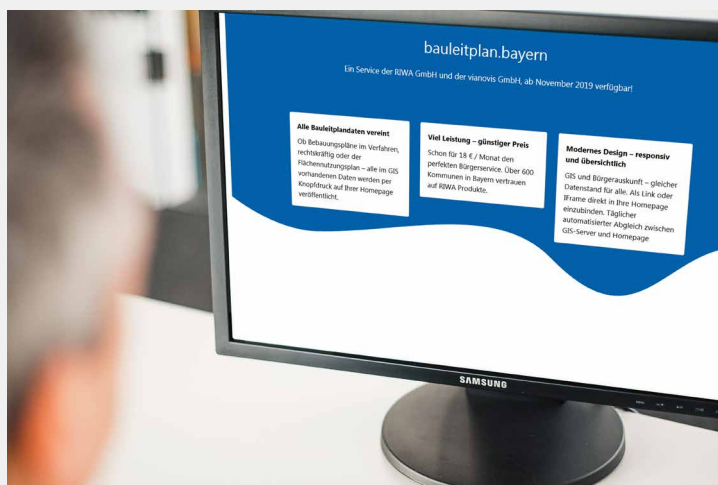 bauleitplan.bayern
Ein Service der RIWA GmbH und der vianovis GmbH, ab November 2019 verfügbar!
Alle Bauleitplandaten vereint
Ob Bebauungspläne im Verfahren,
rechtskräftig oder der
Flächennutzungsplan – alle im GIS
vorhandenen Daten werden per
Knopfdruck auf Ihrer Homepage
veröffentlicht.
Viel Leistung – günstiger Preis
Schon für 18 € / Monat den
perfekten Bürgerservice. Über 600
Kommunen in Bayern vertrauen
auf RIWA Produkte.
Modernes Design – responsiv
und übersichtlich
GIS und Bürgerauskunft – gleicher
Datenstand für alle. Als Link oder
IFrame direkt in Ihre Homepage
einzubinden. Täglicher
automatisierter Abgleich zwischen
GIS-Server und Homepage
SAMSUNG